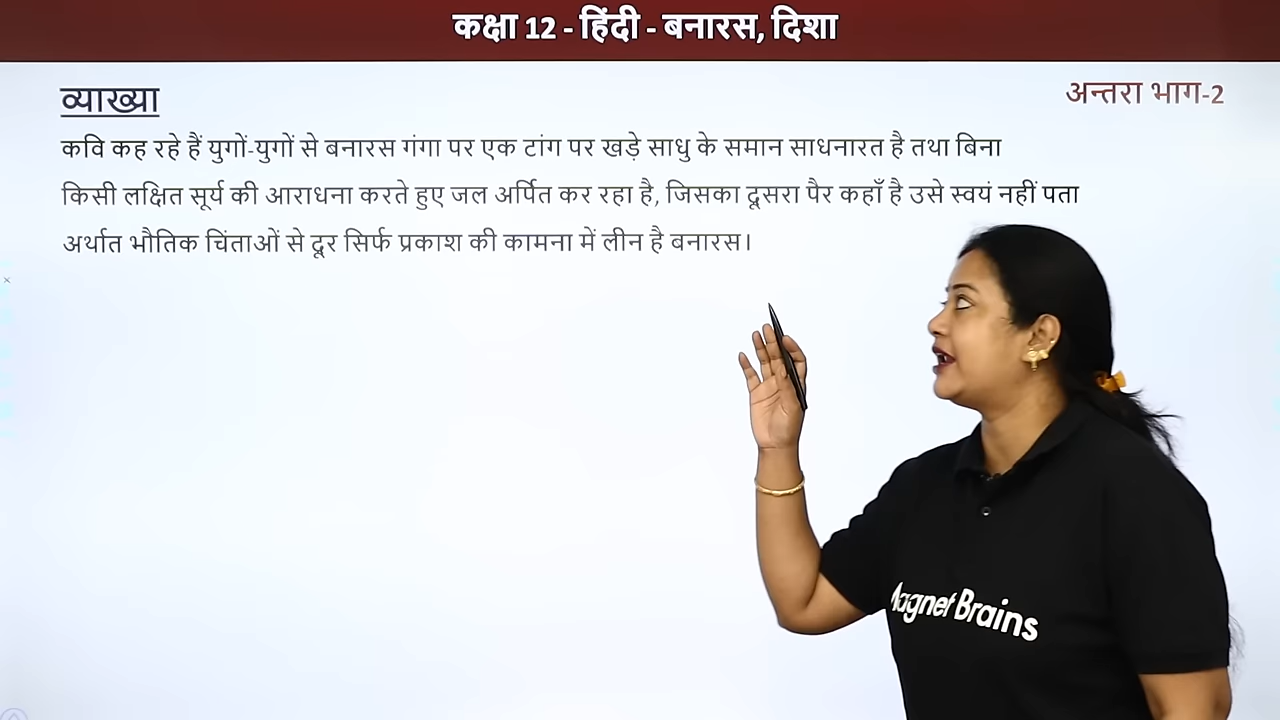 कक्षा 12 - हिंदी - बनारस, दिशा
व्याख्या
अन्तरा भाग-2
कवि कह रहे हैं युगों-युगों से बनारस गंगा पर एक टांग पर खड़े साधु के समान साधनारत है तथा बिना
किसी लक्षित सूर्य की आराधना करते हुए जल अर्पित कर रहा है, जिसका दूसरा पैर कहाँ है उसे स्वयं नहीं पता
अर्थात भौतिक चिंताओं से दूर सिर्फ प्रकाश की कामना में लीन है बनारस।
Magnet Brains